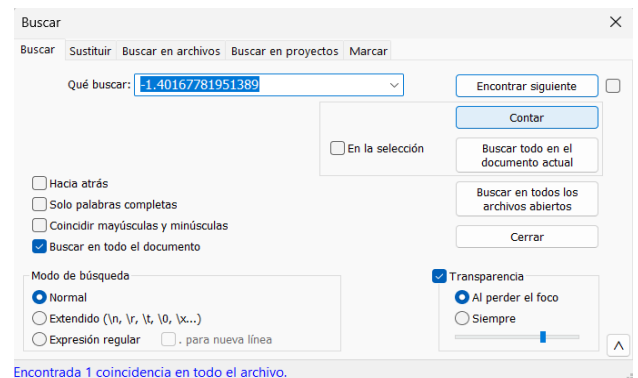 Buscar
Buscar Sustituir Buscar en archivos Buscar en proyectos Marcar
Qué buscar: -1.40167781951389
Encontrar siguiente
Contar
En la selección
Buscar todo en el
documento actual
Hacia atrás
Solo palabras completas
Coincidir mayúsculas y minúsculas
Buscar en todo el documento
Buscar en todos los
archivos abiertos
Cerrar
Modo de búsqueda
Normal
Extendido (\n, \r, \t, \0, \x...)
Expresión regular . para nueva línea
Transparencia
Al perder el foco
Siempre
Encontrada 1 coincidencia en todo el archivo.